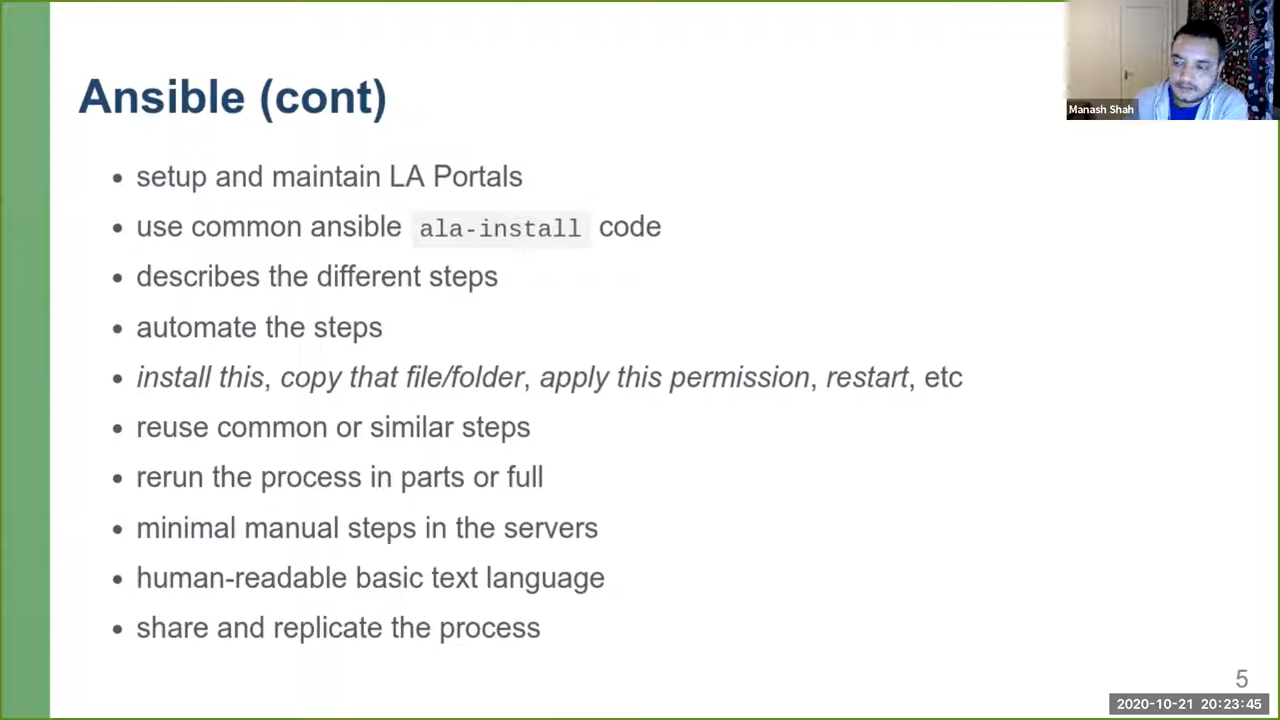 Ansible (cont)
Manash Shah
• setup and maintain LA Portals
• use common ansible ala-install code
• describes the different steps
• automate the steps
• install this, copy that file/folder, apply this permission, restart, etc
• reuse common or similar steps
• rerun the process in parts or full
• minimal manual steps in the servers
• human-readable basic text language
• share and replicate the process
5
2020-10-21 20:23:45